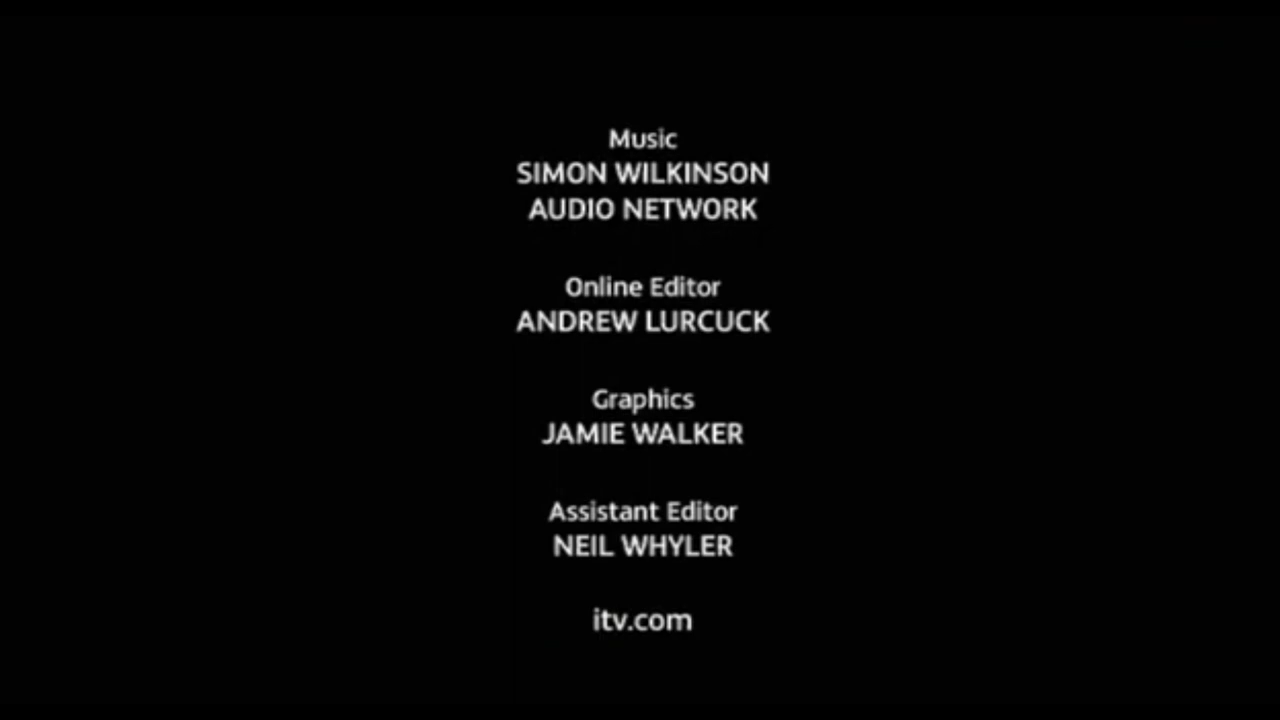 Music
SIMON WILKINSON
AUDIO NETWORK
Online Editor
ANDREW LURCUCK
Graphics
JAMIE WALKER
Assistant Editor
NEIL WHYLER
itv.com